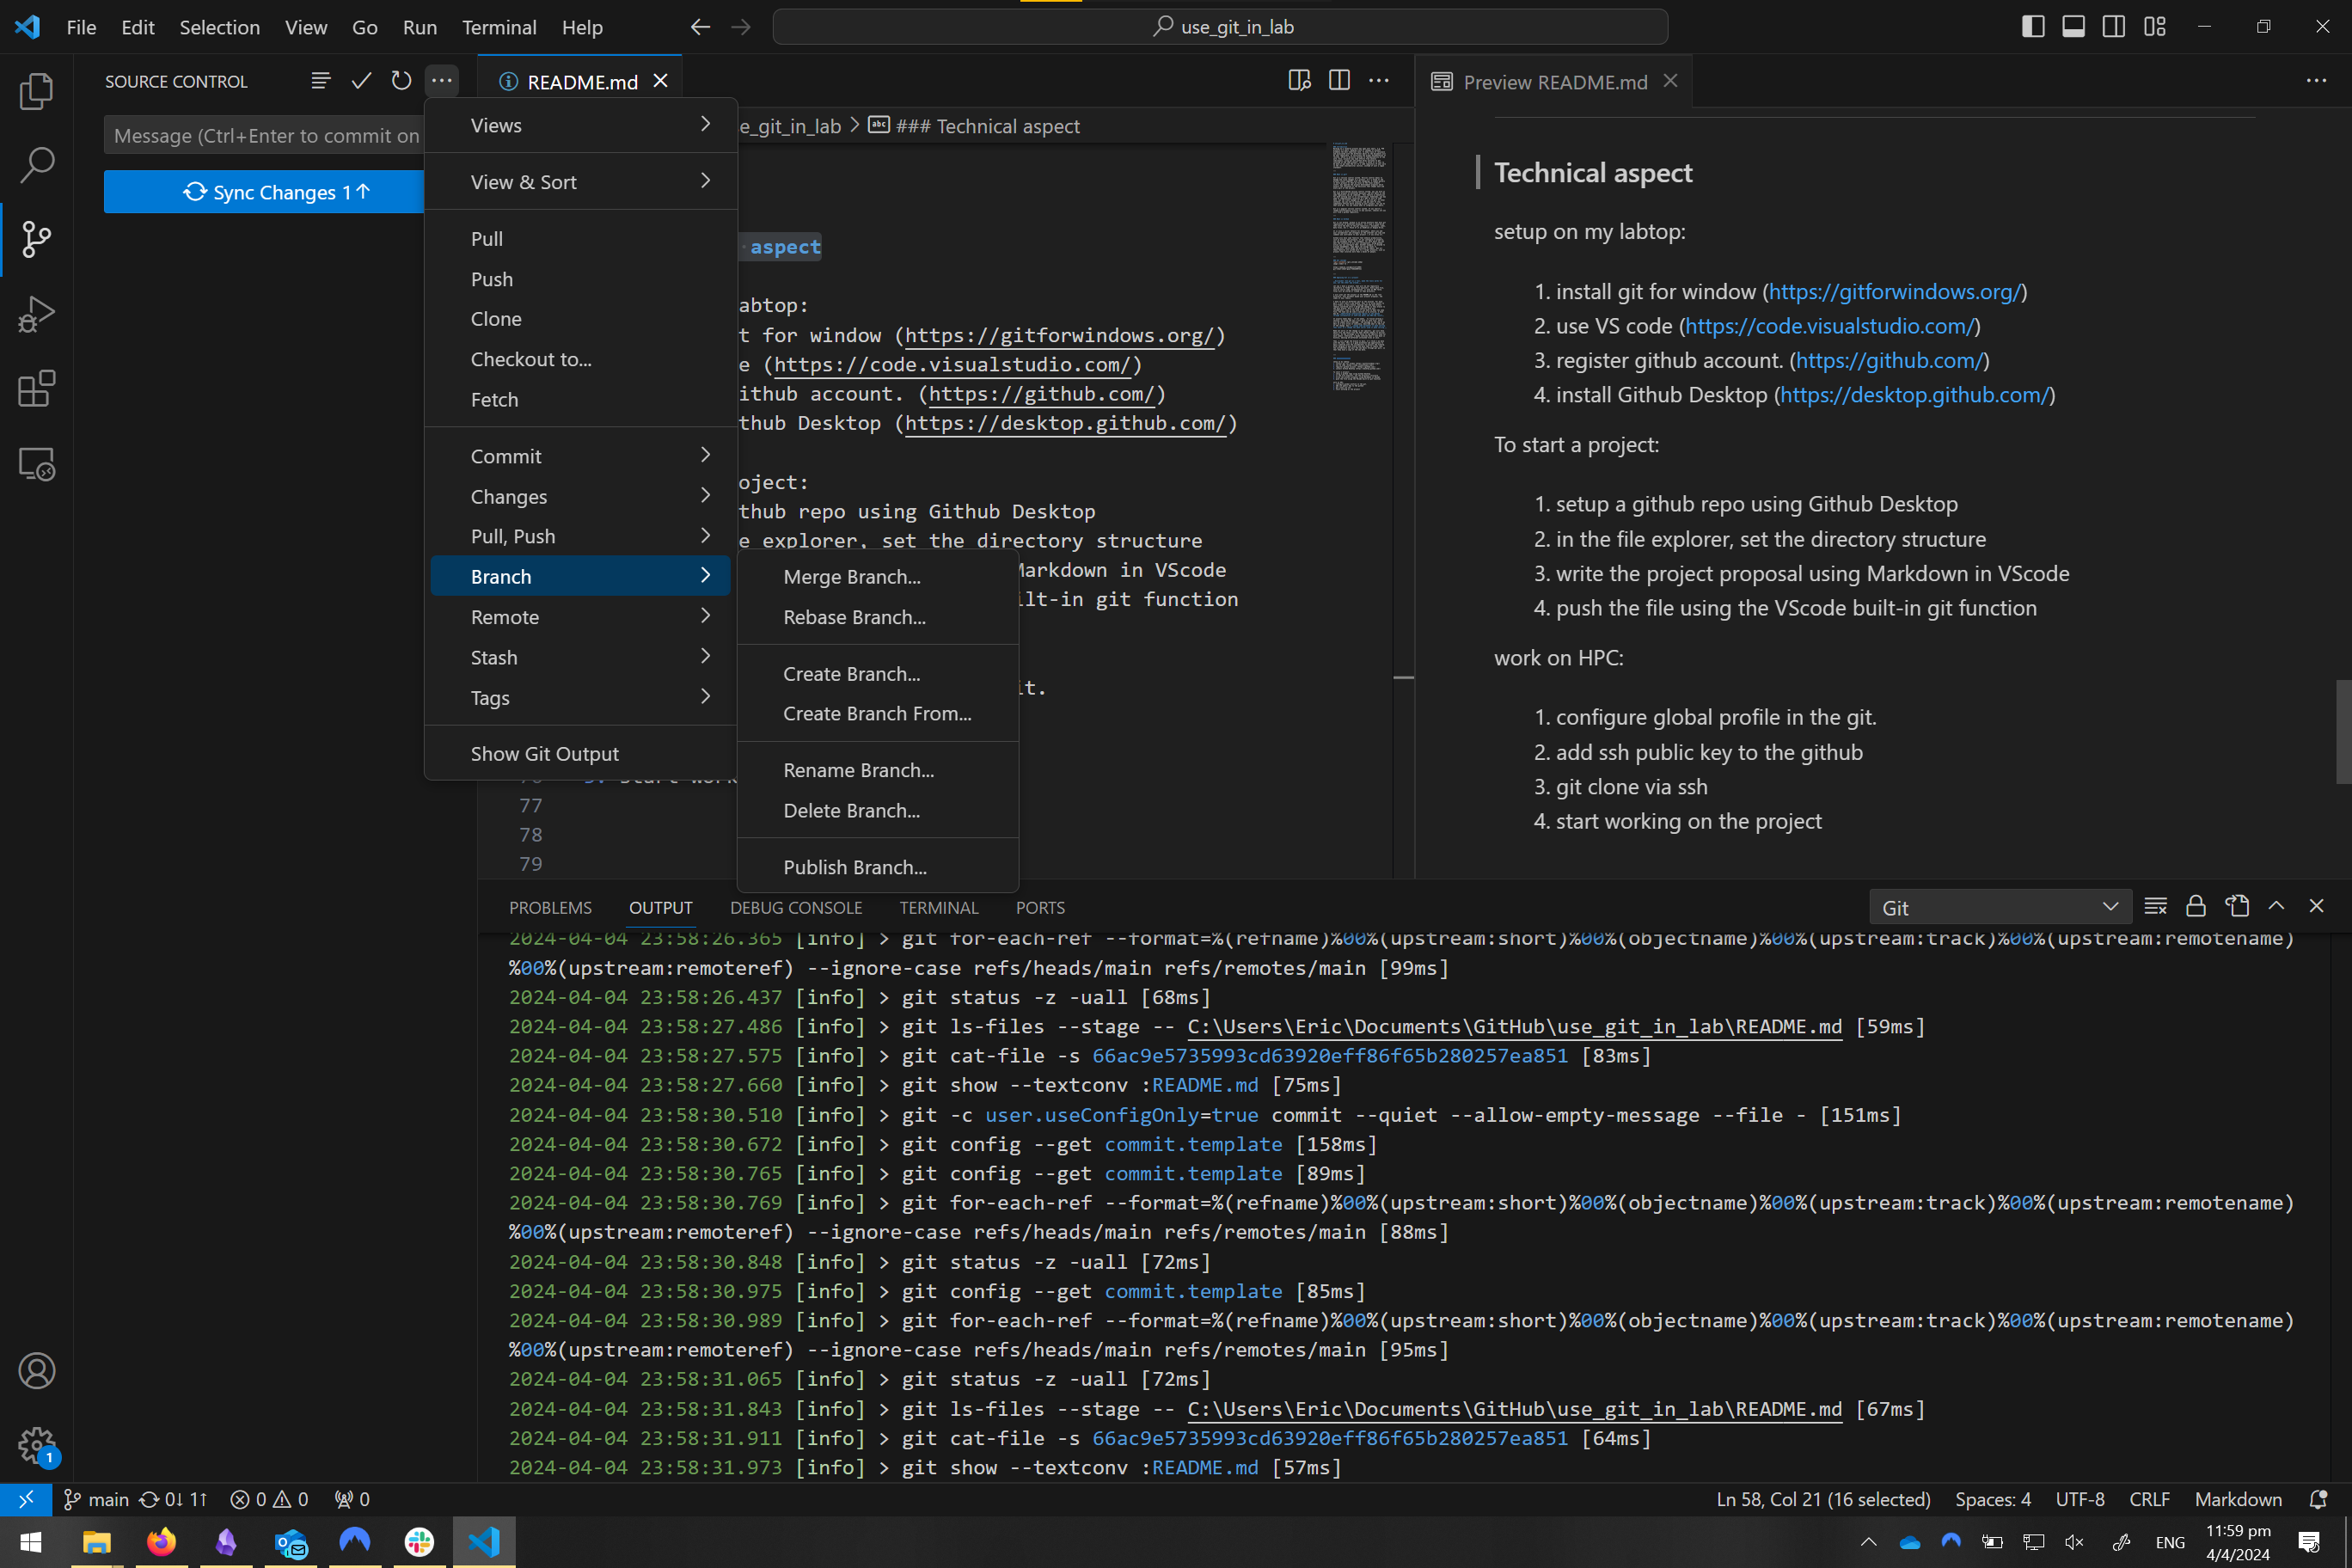 File Edit Selection View Go Run Terminal Help
use_git_in_lab
SOURCE CONTROL
README.md
Preview README.md
Message (Ctrl+Enter to commit on
Sync Changes 1↑
Views
View & Sort
Pull
Push
Clone
Checkout to...
Fetch
Commit
Changes
Pull, Push
Branch
Remote
Stash
Tags
Show Git Output
Merge Branch...
Rebase Branch...
Create Branch...
Create Branch From...
Rename Branch...
Delete Branch...
Publish Branch...
e_git_in_lab > ### Technical aspect
aspect
abtop:
t for window (https://gitforwindows.org/)
e (https://code.visualstudio.com/)
ithub account. (https://github.com/)
thub Desktop (https://desktop.github.com/)
oject:
thub repo using Github Desktop
e explorer, set the directory structure
Markdown in VScode
ilt-in git function
it.
77
78
79
Technical aspect
setup on my labtop:
1. install git for window (https://gitforwindows.org/)
2. use VS code (https://code.visualstudio.com/)
3. register github account. (https://github.com/)
4. install Github Desktop (https://desktop.github.com/)
To start a project:
1. setup a github repo using Github Desktop
2. in the file explorer, set the directory structure
3. write the project proposal using Markdown in VScode
4. push the file using the VScode built-in git function
work on HPC:
1. configure global profile in the git.
2. add ssh public key to the github
3. git clone via ssh
4. start working on the project
PROBLEMS OUTPUT DEBUG CONSOLE TERMINAL PORTS
Git
2024-04-04 23:58:26.365 [info] > git for-each-ref --format=%(refname)%00%(upstream:short)%00%(objectname)%00%(upstream:track)%00%(upstream:remotename)
%00%(upstream:remoteref) --ignore-case refs/heads/main refs/remotes/main [99ms]
2024-04-04 23:58:26.437 [info] > git status -z -uall [68ms]
2024-04-04 23:58:27.486 [info] > git ls-files --stage -- C:\Users\Eric\Documents\GitHub\use_git_in_lab\README.md [59ms]
2024-04-04 23:58:27.575 [info] > git cat-file -s 66ac9e5735993cd63920eff86f65b280257ea851 [83ms]
2024-04-04 23:58:27.660 [info] > git show --textconv :README.md [75ms]
2024-04-04 23:58:30.510 [info] > git -c user.useConfigOnly=true commit --quiet --allow-empty-message --file - [151ms]
2024-04-04 23:58:30.672 [info] > git config --get commit.template [158ms]
2024-04-04 23:58:30.765 [info] > git config --get commit.template [89ms]
2024-04-04 23:58:30.769 [info] > git for-each-ref --format=%(refname)%00%(upstream:short)%00%(objectname)%00%(upstream:track)%00%(upstream:remotename)
%00%(upstream:remoteref) --ignore-case refs/heads/main refs/remotes/main [88ms]
2024-04-04 23:58:30.848 [info] > git status -z -uall [72ms]
2024-04-04 23:58:30.975 [info] > git config --get commit.template [85ms]
2024-04-04 23:58:30.989 [info] > git for-each-ref --format=%(refname)%00%(upstream:short)%00%(objectname)%00%(upstream:track)%00%(upstream:remotename)
%00%(upstream:remoteref) --ignore-case refs/heads/main refs/remotes/main [95ms]
2024-04-04 23:58:31.065 [info] > git status -z -uall [72ms]
2024-04-04 23:58:31.843 [info] > git ls-files --stage -- C:\Users\Eric\Documents\GitHub\use_git_in_lab\README.md [67ms]
2024-04-04 23:58:31.911 [info] > git cat-file -s 66ac9e5735993cd63920eff86f65b280257ea851 [64ms]
2024-04-04 23:58:31.973 [info] > git show --textconv :README.md [57ms]
1
main 0↓ 1↑ 0 0 0
Ln 58, Col 21 (16 selected) Spaces: 4 UTF-8 CRLF Markdown
ENG
11:59 pm
4/4/2024